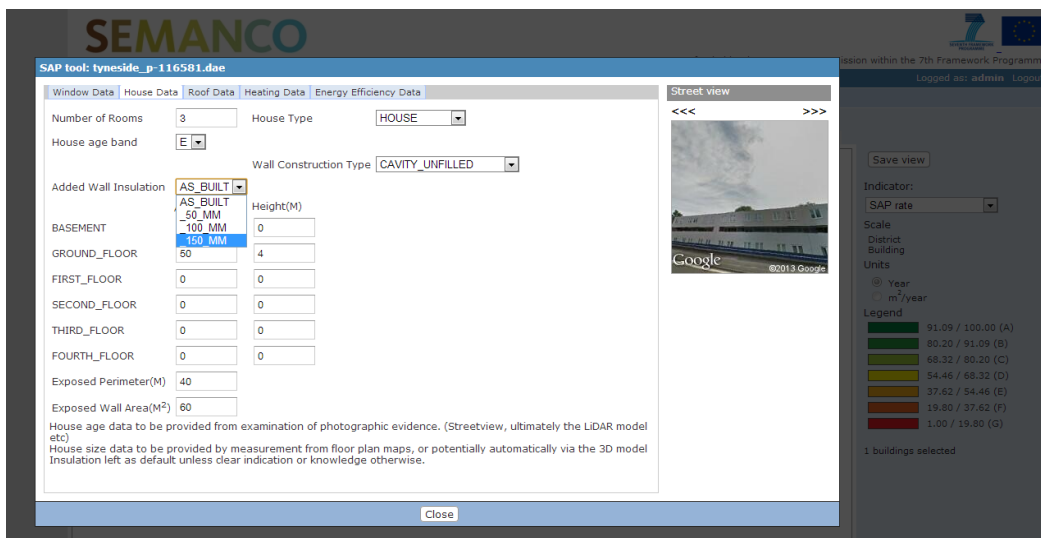 SEMANCO
SEVENTH FRAMEWORK
PROGRAMME
SAP tool: tyneside_p-116581.dae
ission within the 7th Framework Programm
Logged as: admin Logou
Window Data House Data Roof Data Heating Data Energy Efficiency Data
Street view
Number of Rooms 3 House Type HOUSE
<<< >>>
House age band E
Wall Construction Type CAVITY_UNFILLED
Save view
Added Wall Insulation AS_BUILT
Indicator:
AS_BUILT
Height(M)
SAP rate
_50_MM
BASEMENT _100_MM 0
Scale
_150_MM
District
Building
GROUND_FLOOR 50 4
Google ©2013 Google
Units
FIRST_FLOOR 0 0
Year
m²/year
SECOND_FLOOR 0 0
Legend
THIRD_FLOOR 0 0
91.09 / 100.00 (A)
80.20 / 91.09 (B)
FOURTH_FLOOR 0 0
68.32 / 80.20 (C)
54.46 / 68.32 (D)
Exposed Perimeter(M) 40
37.62 / 54.46 (E)
Exposed Wall Area(M²) 60
19.80 / 37.62 (F)
1.00 / 19.80 (G)
House age data to be provided from examination of photographic evidence. (Streetview, ultimately the LiDAR model
etc)
House size data to be provided by measurement from floor plan maps, or potentially automatically via the 3D model
Insulation left as default unless clear indication or knowledge otherwise.
1 buildings selected
Close